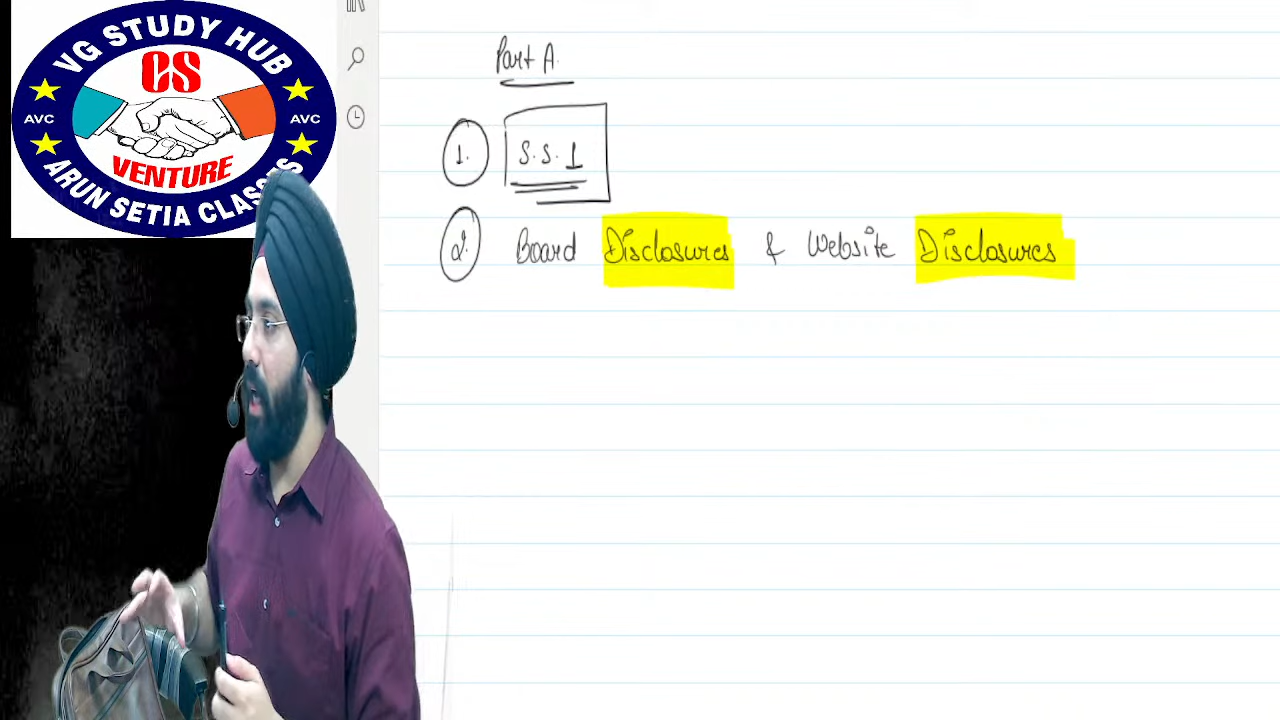 VG STUDY HUB
CS
AVC
AVC
VENTURE
ARUN SETIA CLASSES
Part A.
1. S.S. 1
2. Board Disclosures & Website Disclosures